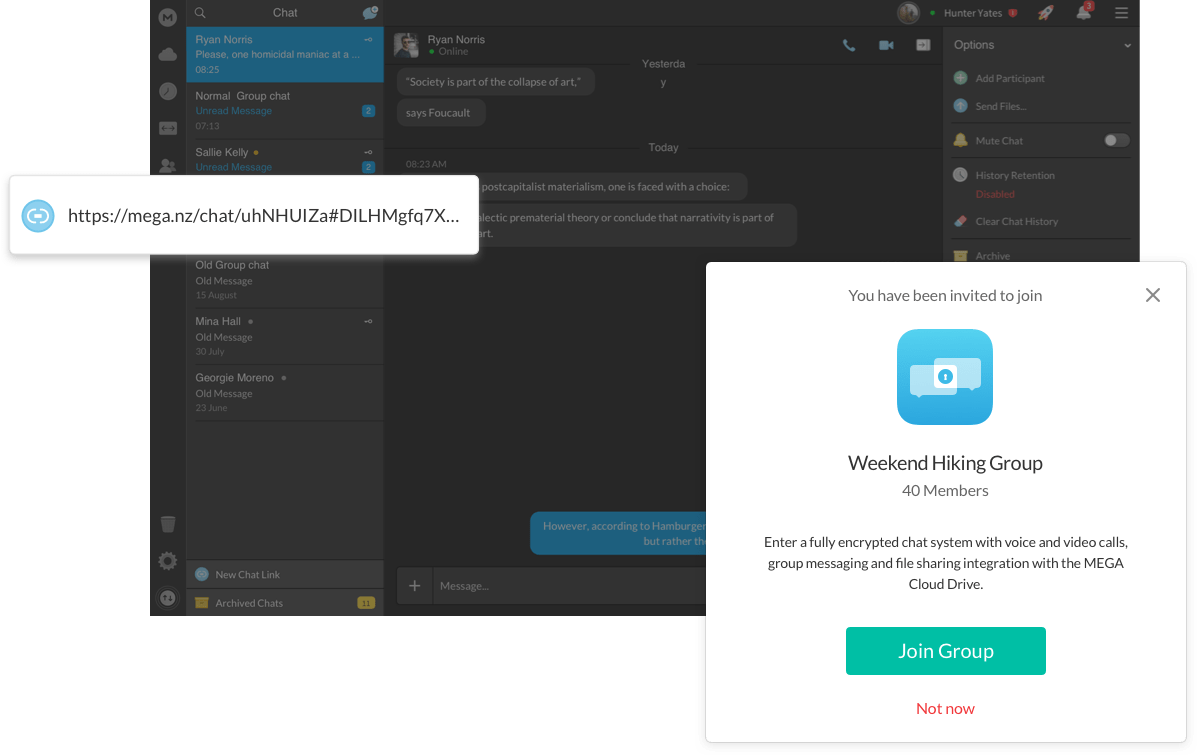 Chat
Hunter Yates
3
Ryan Norris
Please, one homicidal maniac at a ...
08:25
Normal Group chat
Unread Message
2
07:13
Sallie Kelly
Unread Message
2
https://mega.nz/chat/uhNHUIZa#DILHMgfq7X...
Old Group chat
Old Message
15 August
Mina Hall
Old Message
30 July
Georgie Moreno
Old Message
23 June
New Chat Link
Archived Chats
11
Ryan Norris
Online
Yesterda
y
"Society is part of the collapse of art,"
says Foucault
Today
08:23 AM
postcapitalist materialism, one is faced with a choice:
alectic prematerial theory or conclude that narrativity is part of
art.
However, according to Hamburger
but rather the
Message...
Options
Add Participant
Send Files...
Mute Chat
History Retention
Disabled
Clear Chat History
Archive
You have been invited to join
Weekend Hiking Group
40 Members
Enter a fully encrypted chat system with voice and video calls,
group messaging and file sharing integration with the MEGA
Cloud Drive.
Join Group
Not now